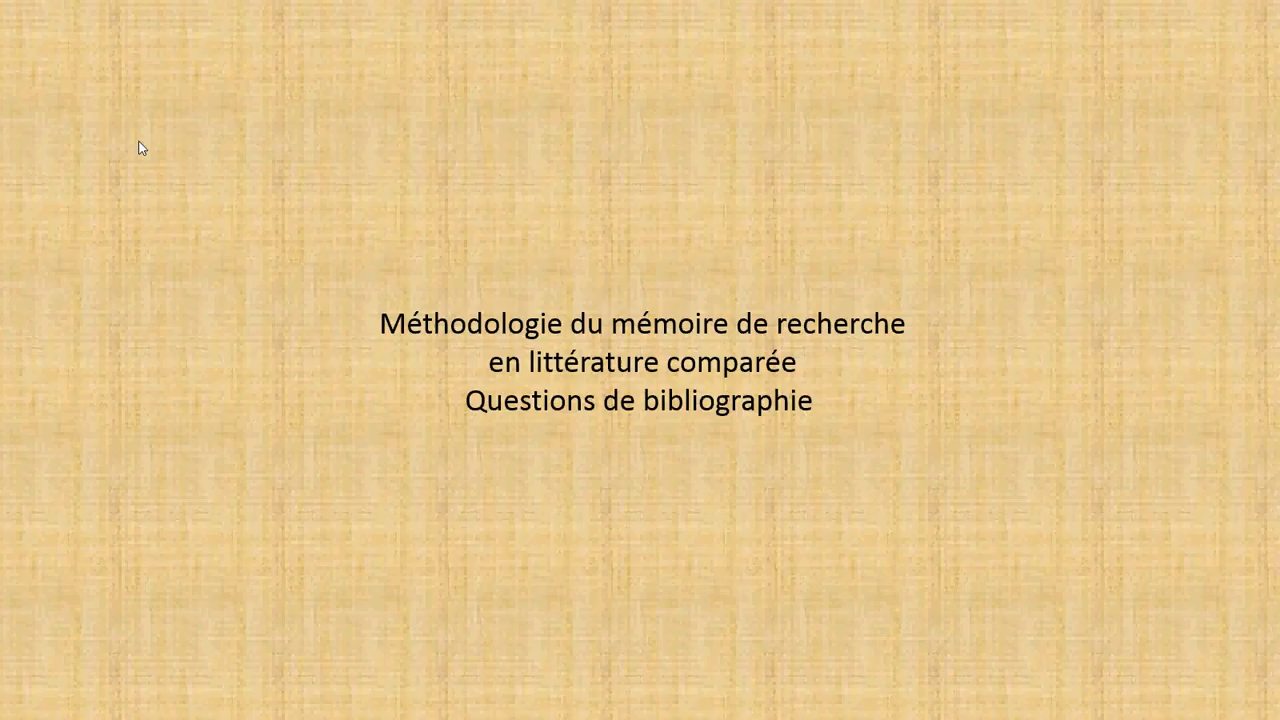 Méthodologie du mémoire de recherche
en littérature comparée
Questions de bibliographie